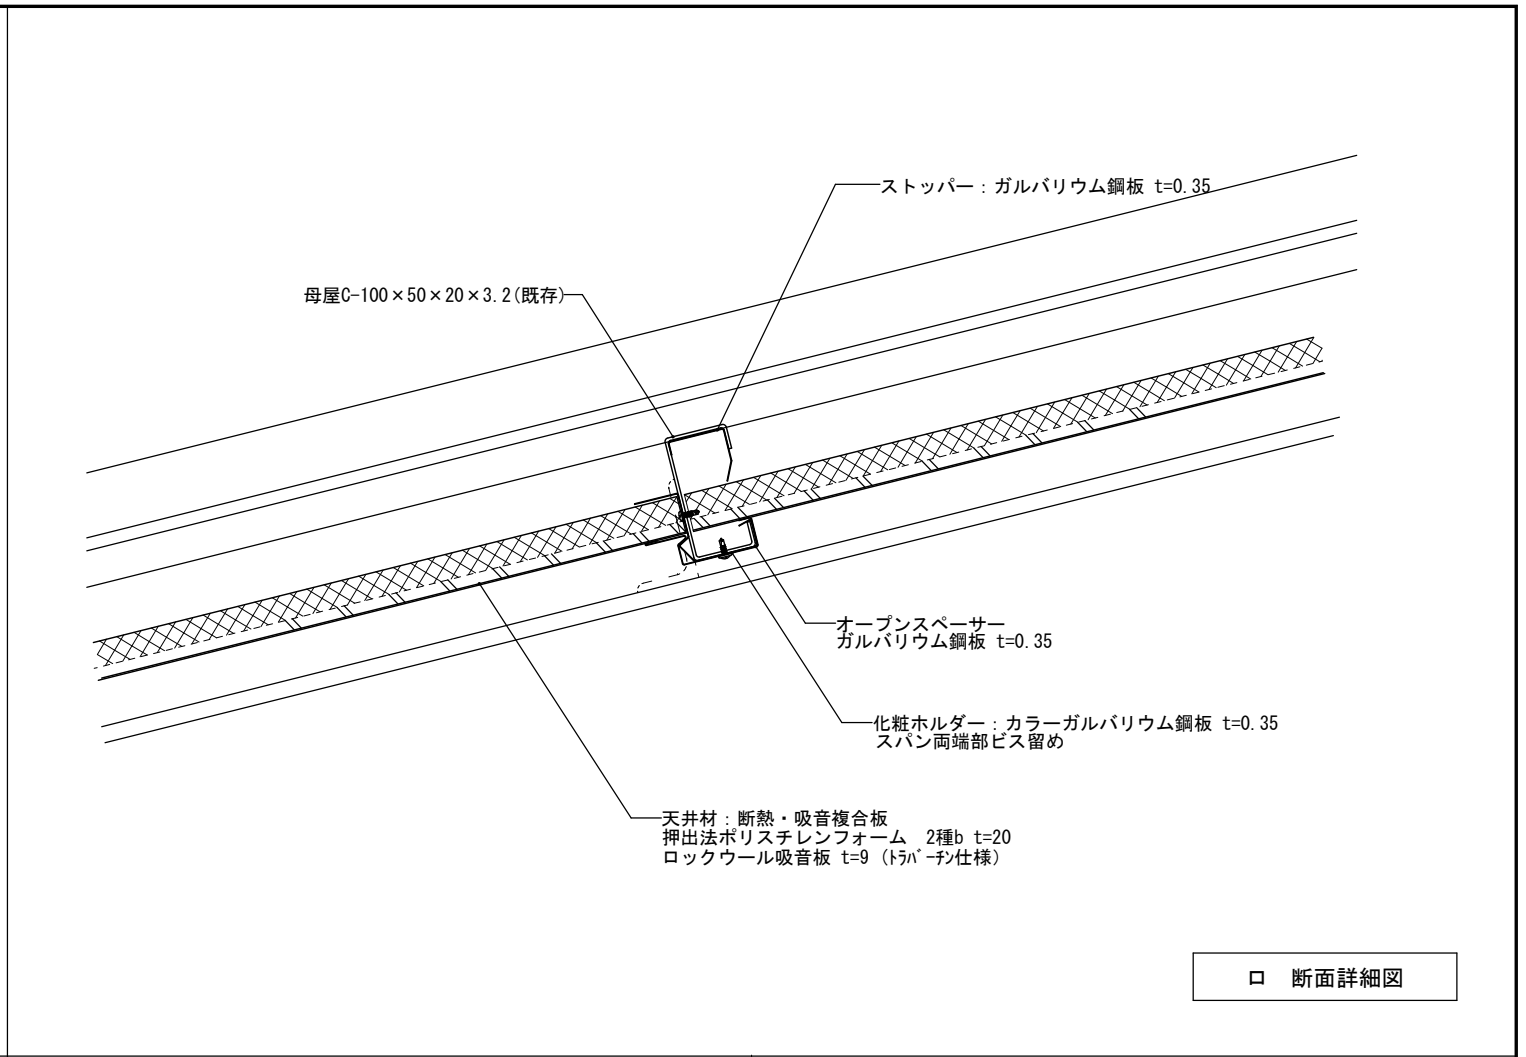 ストッパー：ガルバリウム鋼板 t=0.35
母屋C-100×50×20×3.2(既存)
オープンスペーサー
ガルバリウム鋼板 t=0.35
化粧ホルダー：カラーガルバリウム鋼板 t=0.35
スパン両端部ビス留め
天井材：断熱・吸音複合板
押出法ポリスチレンフォーム　2種b t=20
ロックウール吸音板 t=9（ﾄﾗﾊﾞｰﾁﾝ仕様）
ロ　断面詳細図